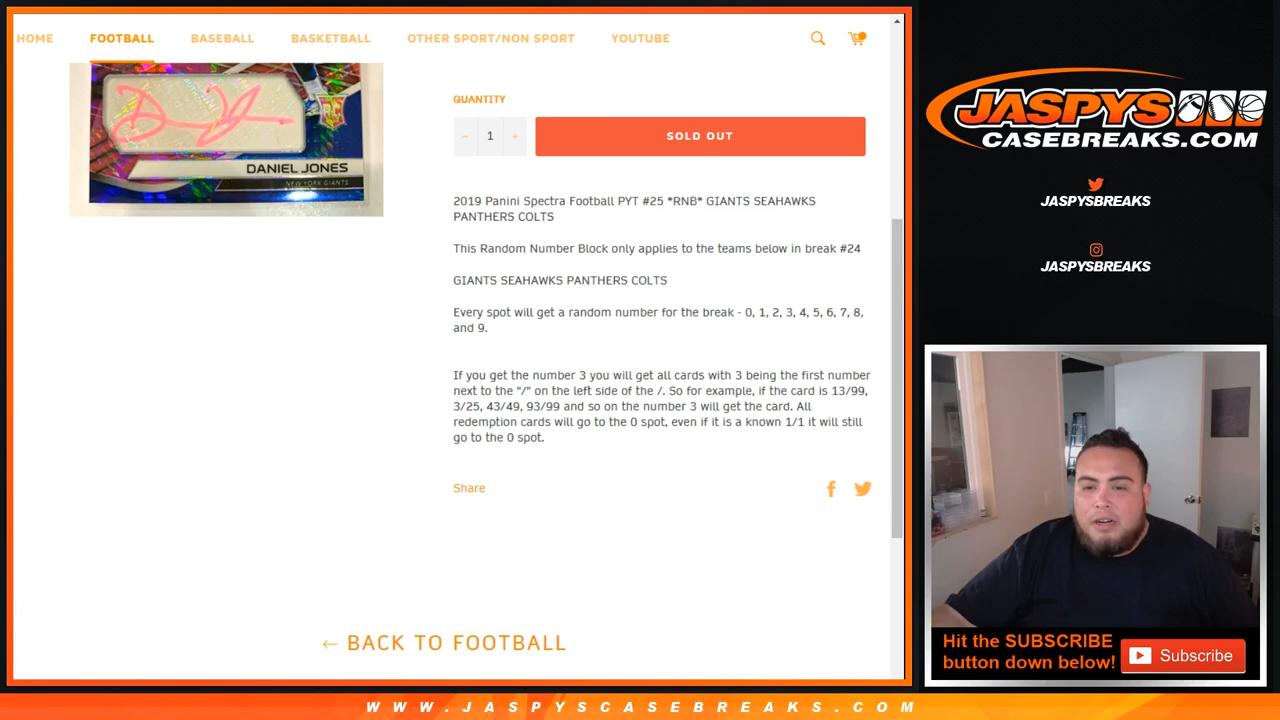 HOME FOOTBALL BASEBALL BASKETBALL OTHER SPORT/NON SPORT YOUTUBE
DANIEL JONES
NEW YORK GIANTS
QUANTITY
− 1 + SOLD OUT
2019 Panini Spectra Football PYT #25 *RNB* GIANTS SEAHAWKS
PANTHERS COLTS
This Random Number Block only applies to the teams below in break #24
GIANTS SEAHAWKS PANTHERS COLTS
Every spot will get a random number for the break - 0, 1, 2, 3, 4, 5, 6, 7, 8,
and 9.
If you get the number 3 you will get all cards with 3 being the first number
next to the "/" on the left side of the /. So for example, if the card is 13/99,
3/25, 43/49, 93/99 and so on the number 3 will get the card. All
redemption cards will go to the 0 spot, even if it is a known 1/1 it will still
go to the 0 spot.
Share
← BACK TO FOOTBALL
JASPYS
CASEBREAKS.COM
JASPYSBREAKS
JASPYSBREAKS
Hit the SUBSCRIBE
button down below!
Subscribe
WWW.JASPYSCASEBREAKS.COM